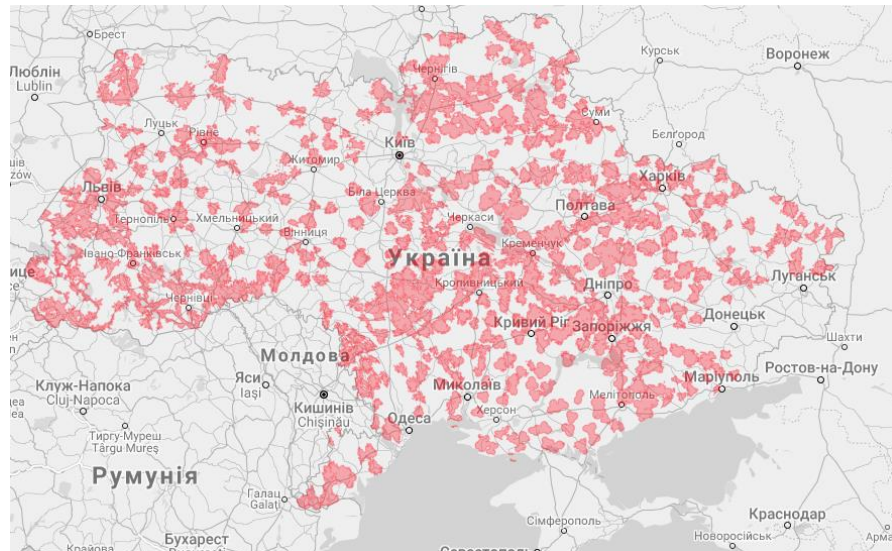 Брест
Курськ
Воронеж
Люблін
Lublin
Чернігів
Суми
Луцьк
Рівне
Бєлгород
Київ
Житомир
Харків
Львів
Біла Церква
Полтава
Тернопіль
Хмельницький
Черкаси
Вінниця
Україна
Кременчук
Івано-Франківськ
Луганськ
Дніпро
Кропивницький
Чернівці
Донецьк
Кривий Ріг
Запоріжжя
Шахти
Молдова
Яси
Iași
Маріуполь
Ростов-на-Дону
Клуж-Напока
Cluj-Napoca
Миколаїв
Мелітополь
Кишинів
Chișinău
Херсон
Одеса
Тиргу-Муреш
Târgu Mureș
Румунія
Галац
Galați
Краснодар
Сімферополь
Бухарест
Новоросійськ